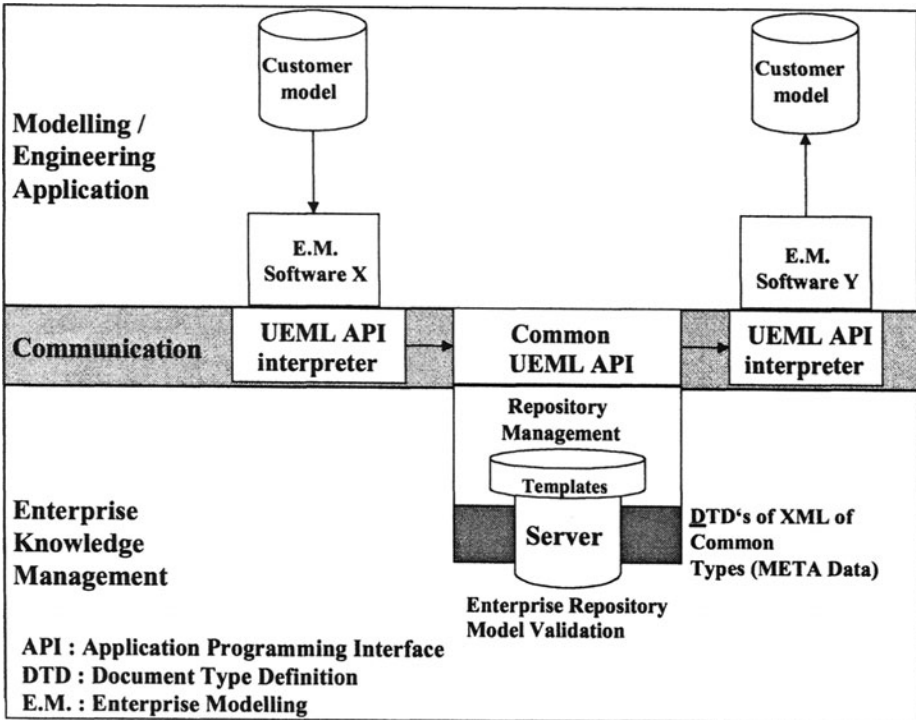 Customer
model
Customer
model
Modelling /
Engineering
Application
E.M.
Software X
E.M.
Software Y
Communication
UEML API
interpreter
Common
UEML API
UEML API
interpreter
Repository
Management
Templates
Server
Enterprise
Knowledge
Management
DTD‘s of XML of
Common
Types (META Data)
Enterprise Repository
Model Validation
API : Application Programming Interface
DTD : Document Type Definition
E.M. : Enterprise Modelling